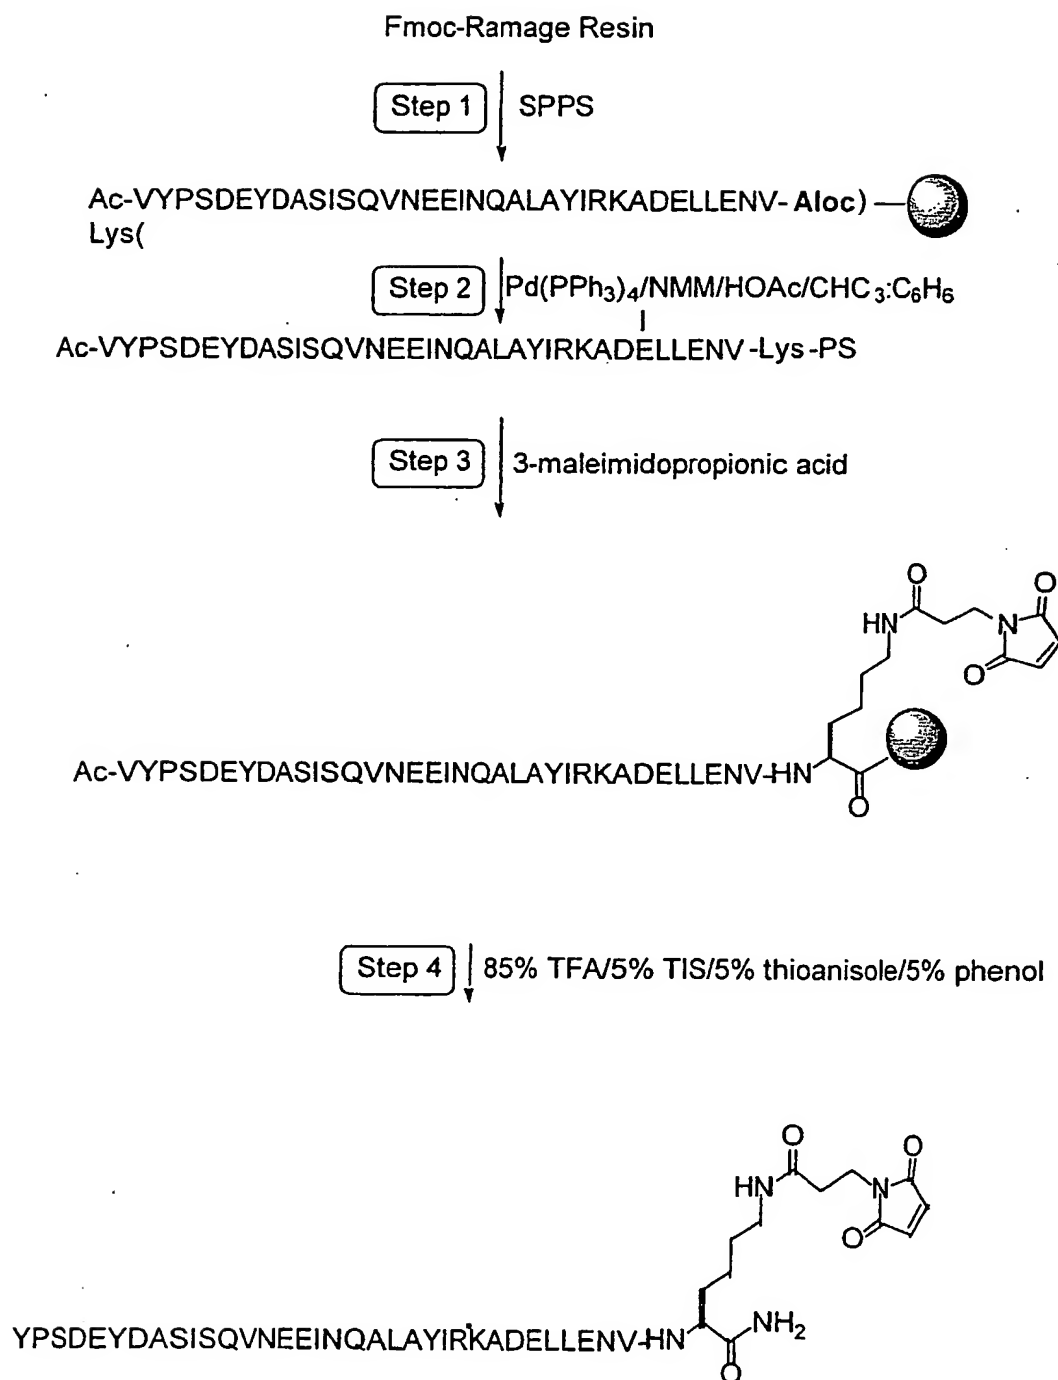 Fmoc-Ramage Resin
Step 1 SPPS
Ac-VYPSDEYDASISQVNEEINQALAYIRKADELLENV- Aloc)
Lys(
Step 2 Pd(PPh3)4/NMM/HOAc/CHC3:C6H6
Ac-VYPSDEYDASISQVNEEINQALAYIRKADELLENV-Lys-PS
Step 3 3-maleimidopropionic acid
O
O
HN
N
O
Ac-VYPSDEYDASISQVNEEINQALAYIRKADELLENV-HN
O
Step 4 85% TFA/5% TIS/5% thioanisole/5% phenol
O
O
HN
N
O
YPSDEYDASISQVNEEINQALAYIRKADELLENV-HN NH2
O